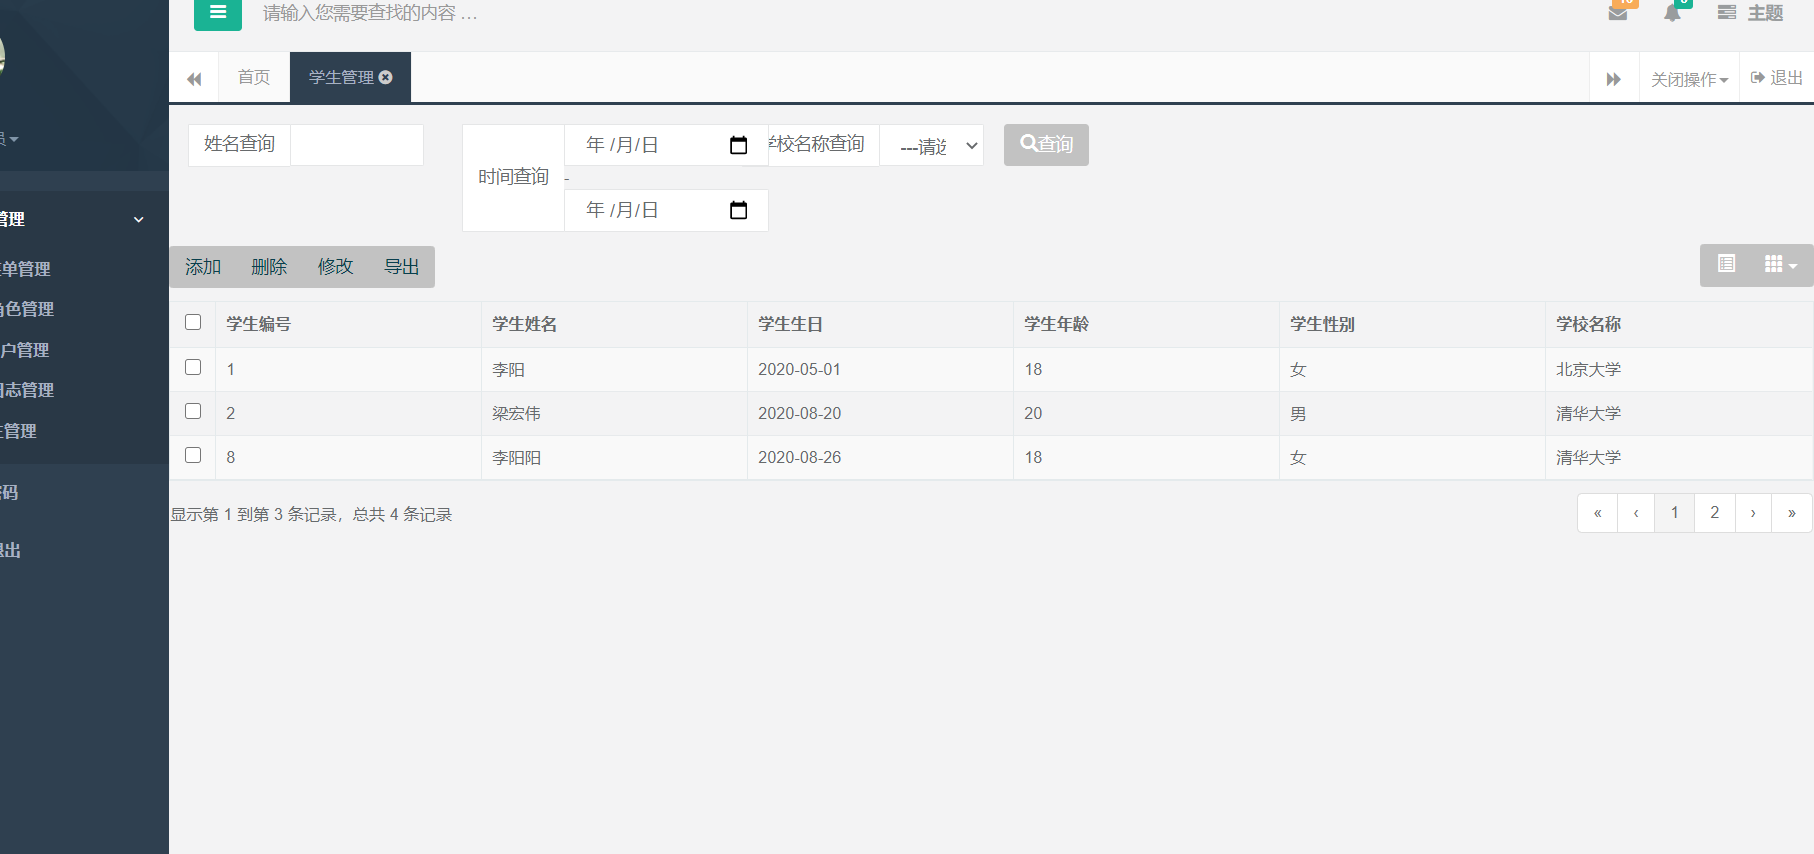 请输入您需要查找的内容 …
主题
首页
学生管理
关闭操作
退出
姓名查询
时间查询
年 /月/日
-
年 /月/日
校名称查询
---请选
查询
管理
单管理
色管理
户管理
志管理
管理
码
出
添加 删除 修改 导出
学生编号 学生姓名 学生生日 学生年龄 学生性别 学校名称
1 李阳 2020-05-01 18 女 北京大学
2 梁宏伟 2020-08-20 20 男 清华大学
8 李阳阳 2020-08-26 18 女 清华大学
显示第 1 到第 3 条记录，总共 4 条记录
« ‹ 1 2 › »